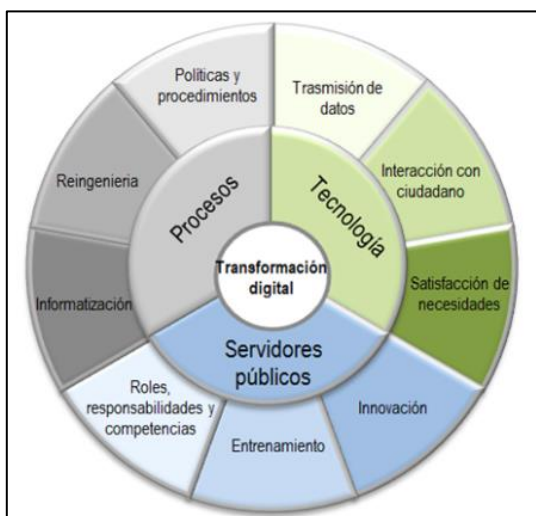 Políticas y
procedimientos
Trasmisión de
datos
Reingenieria
Interacción con
ciudadano
Procesos
Tecnología
Transformación
digital
Informatización
Satisfacción de
necesidades
Servidores
públicos
Roles,
responsabilidades y
competencias
Entrenamiento
Innovación